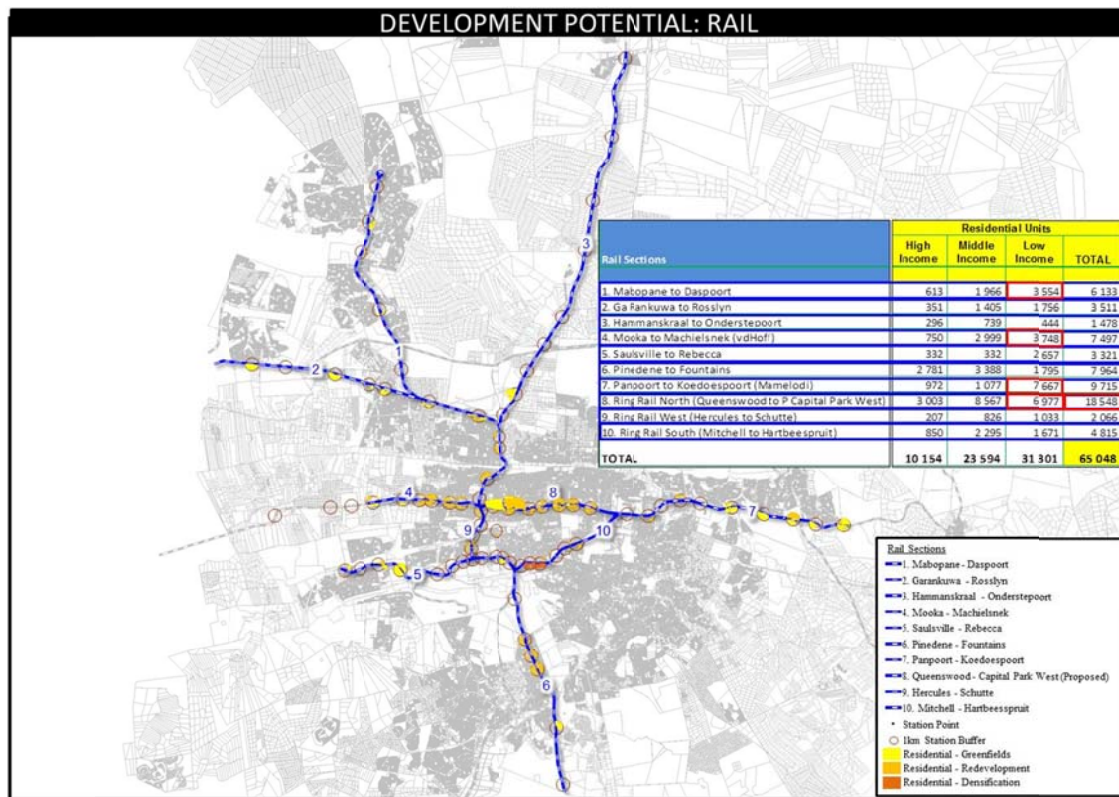 DEVELOPMENT POTENTIAL: RAIL
Residential Units
Rail Sections High Income Middle Income Low Income TOTAL
1. Mabopane to Daspoort 613 1 966 3 554 6 133
2. Ga Rankuwa to Rosslyn 351 1 405 1 756 3 511
3. Hammanskraal to Onderstepoort 296 739 444 1 478
4. Mooka to Machielsnek (vdHoff) 750 2 999 3 748 7 497
5. Saulsville to Rebecca 332 332 2 657 3 321
6. Pinedene to Fountains 2 781 3 388 1 795 7 964
7. Panpoort to Koedoespoort (Mamelodi) 972 1 077 7 667 9 715
8. Ring Rail North (Queenswood to P Capital Park West) 3 003 8 567 6 977 18 548
9. Ring Rail West (Hercules to Schutte) 207 826 1 033 2 066
10. Ring Rail South (Mitchell to Hartbeespruit) 850 2 295 1 671 4 815
TOTAL 10 154 23 594 31 301 65 048
3
1
2
4
8
7
9
10
5
6
Rail Sections
1. Mabopane - Daspoort
2. Garankuwa - Rosslyn
3. Hammanskraal - Onderstepoort
4. Mooka - Machielsnek
5. Saulsville - Rebecca
6. Pinedene - Fountains
7. Panpoort - Koedoespoort
8. Queenswood - Capital Park West (Proposed)
9. Hercules - Schutte
10. Mitchell - Hartbeesspruit
Station Point
1km Station Buffer
Residential - Greenfields
Residential - Redevelopment
Residential - Densification